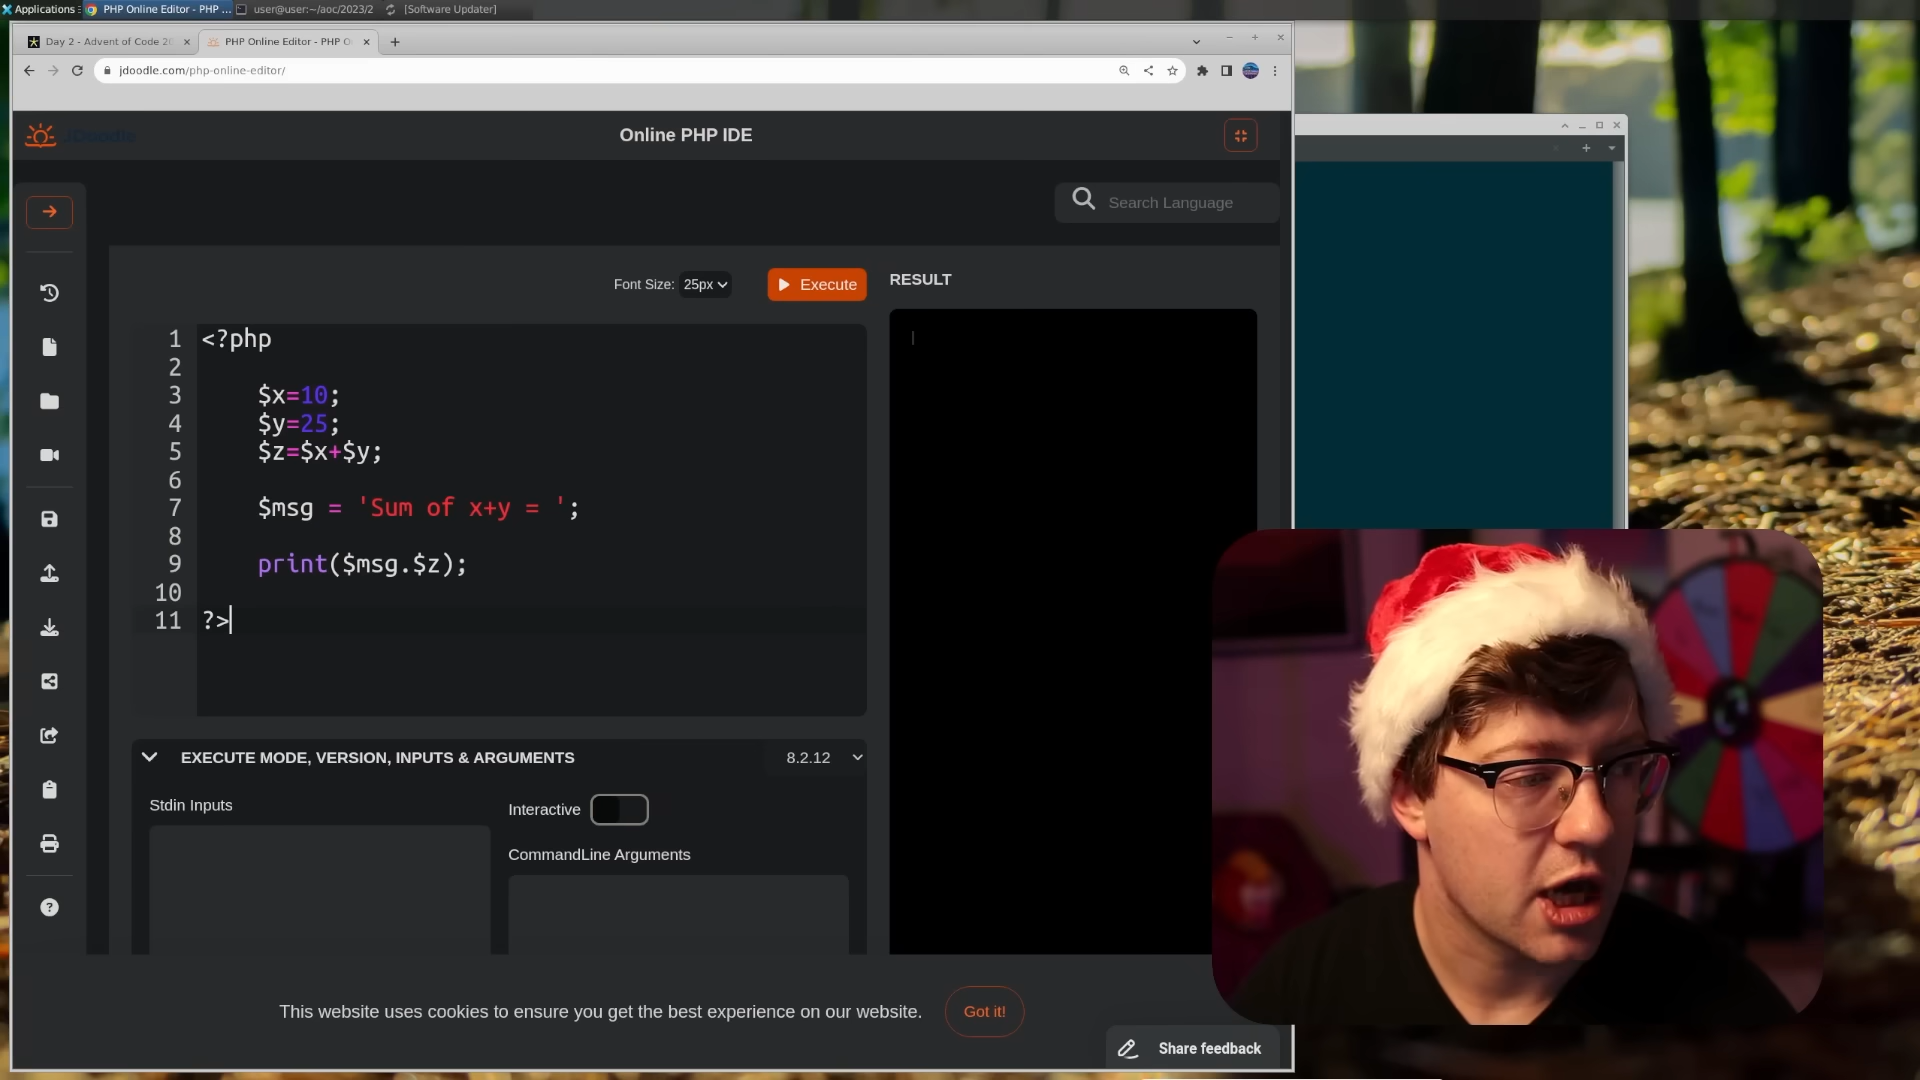 Applications
PHP Online Editor - PHP ...
user@user:~/aoc/2023/2
[Software Updater]
Day 2 - Advent of Code 20
PHP Online Editor - PHP O
jdoodle.com/php-online-editor/
JDoodle
Online PHP IDE
Search Language
Font Size: 25px
Execute
RESULT
1 <?php
2
3 $x=10;
4 $y=25;
5 $z=$x+$y;
6
7 $msg = 'Sum of x+y = ';
8
9 print($msg.$z);
10
11 ?>
EXECUTE MODE, VERSION, INPUTS & ARGUMENTS
8.2.12
Stdin Inputs
Interactive
CommandLine Arguments
This website uses cookies to ensure you get the best experience on our website.
Got it!
Share feedback